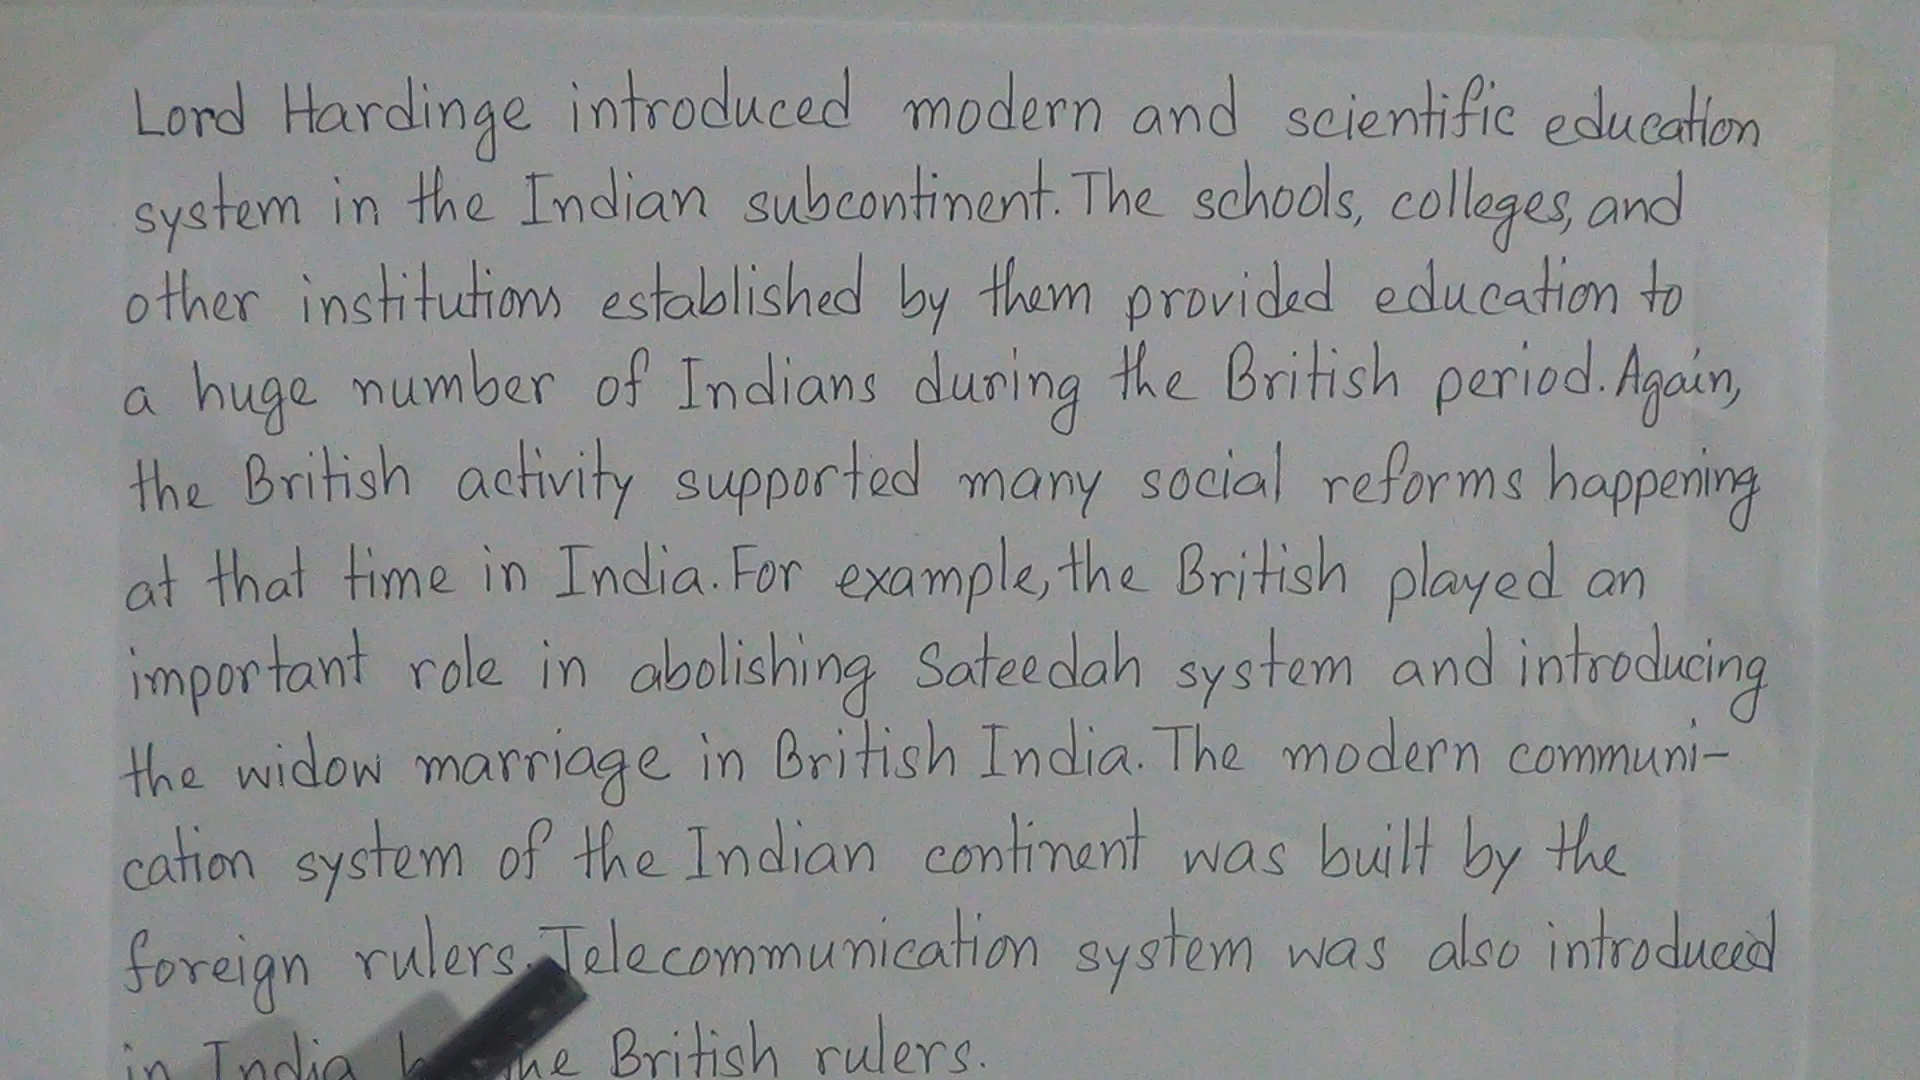 Lord Hardinge introduced modern and scientific education
system in the Indian subcontinent. The schools, colleges, and
other institutions established by them provided education to
a huge number of Indians during the British period. Again,
the British activity supported many social reforms happening
at that time in India. For example, the British played an
important role in abolishing Sateedah system and introducing
the widow marriage in British India. The modern communi-
cation system of the Indian continent was built by the
foreign rulers. Telecommunication system was also introduced
in India British rulers.